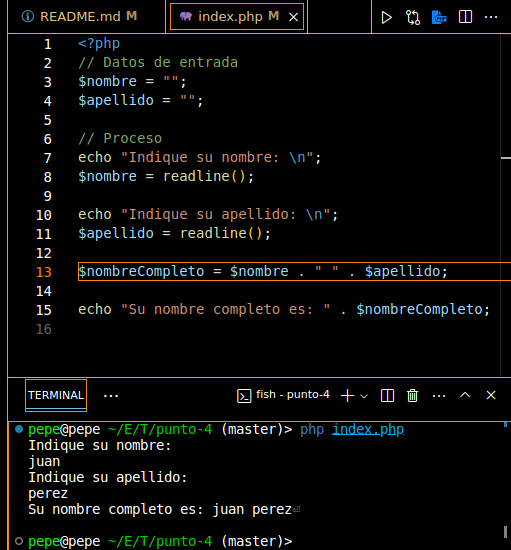 README.md M index.php M
1 <?php
2 // Datos de entrada
3 $nombre = "";
4 $apellido = "";
5
6 // Proceso
7 echo "Indique su nombre: \n";
8 $nombre = readline();
9
10 echo "Indique su apellido: \n";
11 $apellido = readline();
12
13 $nombreCompleto = $nombre . " " . $apellido;
14
15 echo "Su nombre completo es: " . $nombreCompleto;
16
TERMINAL ··· fish - punto-4
pepe@pepe ~/E/T/punto-4 (master)> php index.php
Indique su nombre:
juan
Indique su apellido:
perez
Su nombre completo es: juan perez⏎
pepe@pepe ~/E/T/punto-4 (master)>